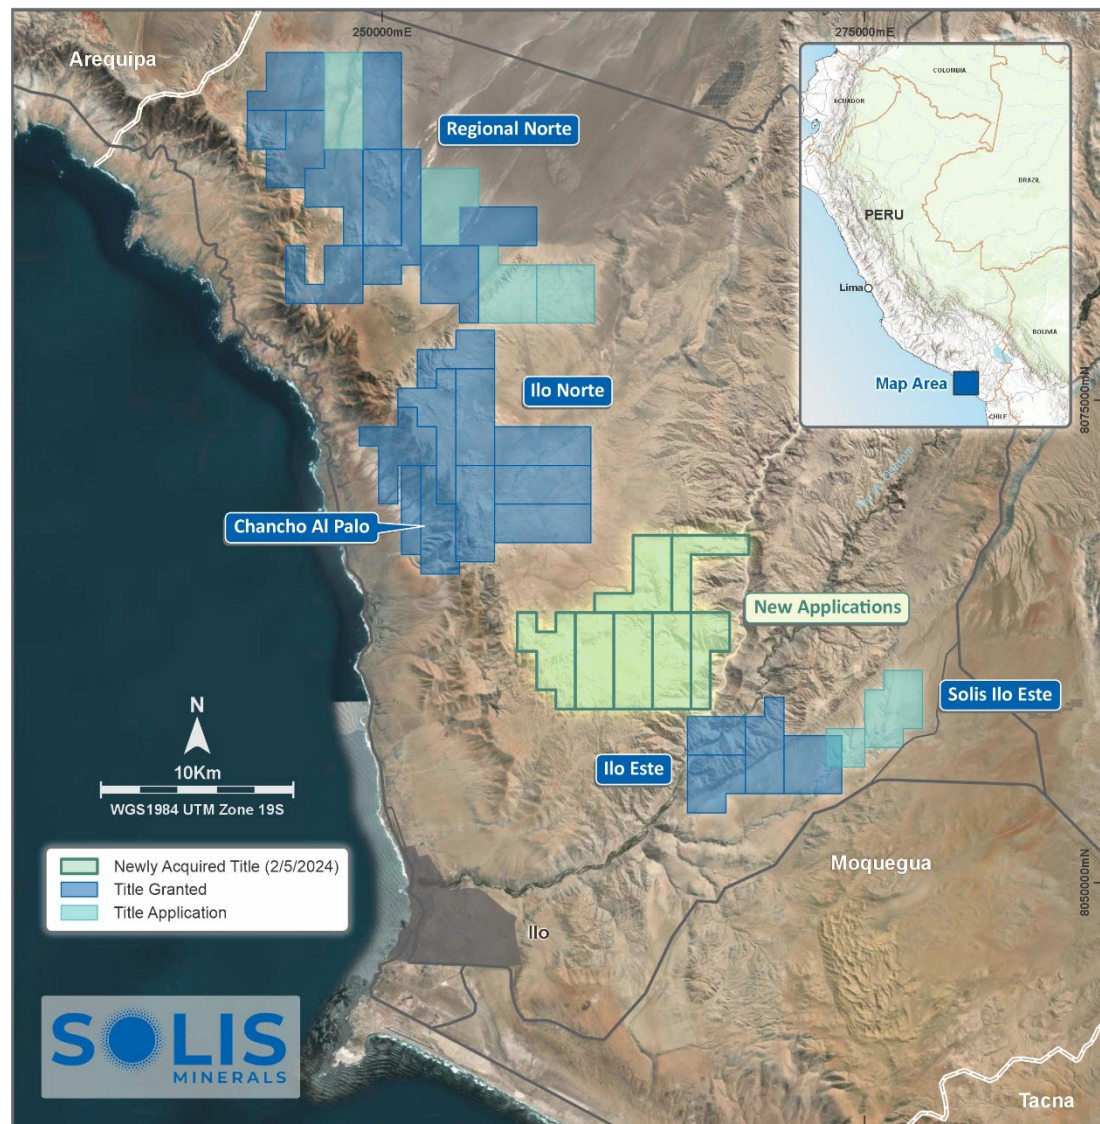 250000mE
275000mE
Arequipa
Regional Norte
COLOMBIA
ECUADOR
BRAZIL
PERU
Lima
BOLIVIA
Map Area
CHILE
8075000mN
Ilo Norte
Chancho Al Palo
New Applications
Solis Ilo Este
Ilo Este
N
10Km
WGS1984 UTM Zone 19S
Newly Acquired Title (2/5/2024)
Title Granted
Title Application
Moquegua
8050000mN
Ilo
SOLIS
MINERALS
Tacna